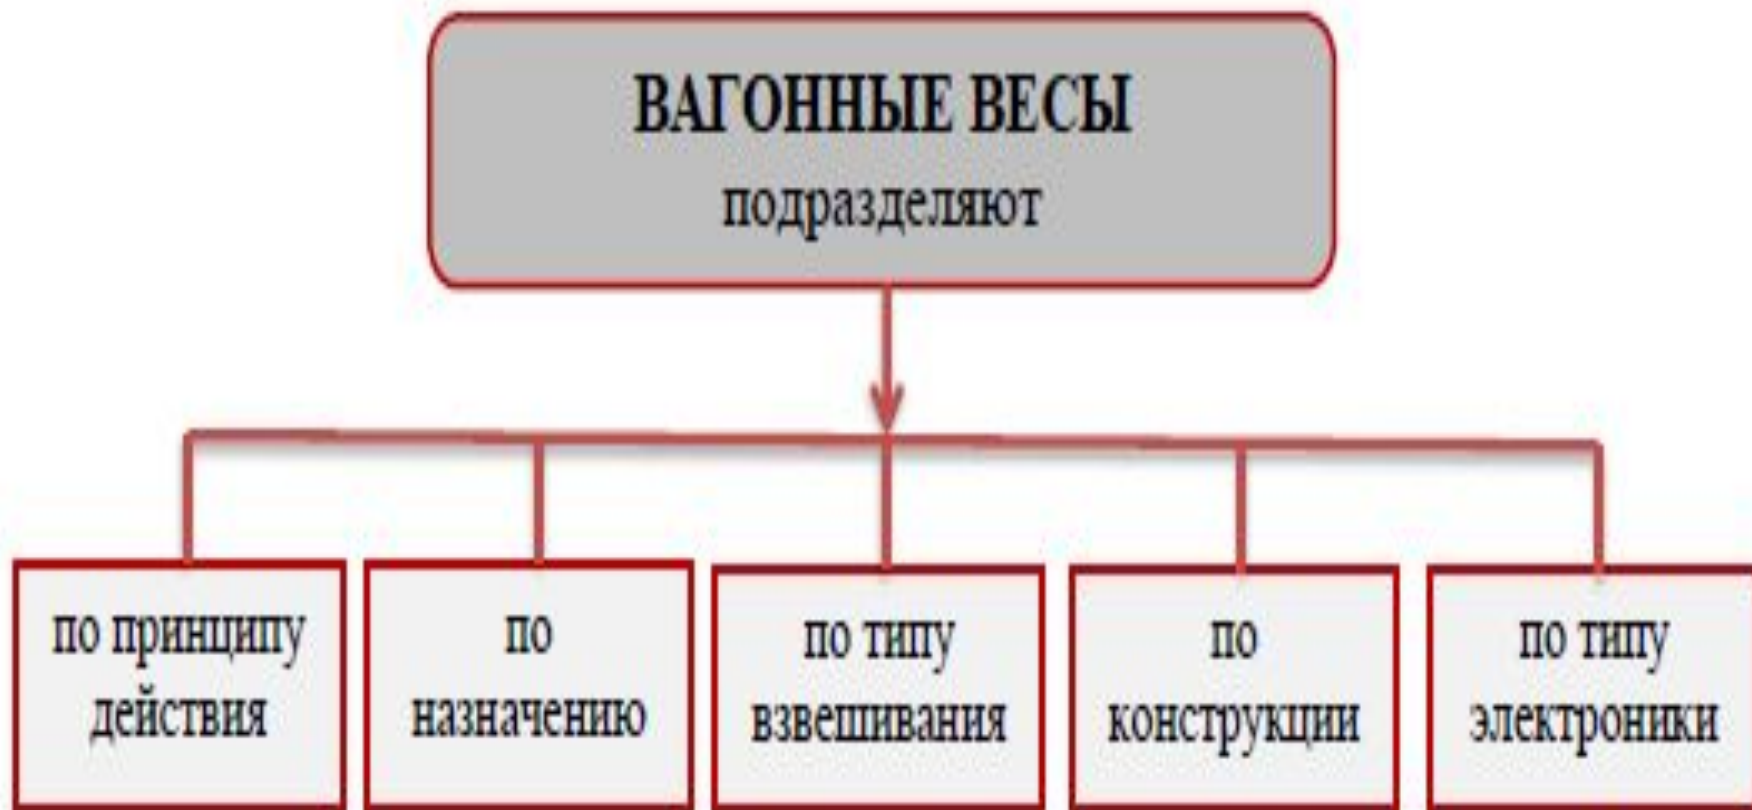 ВАГОННЫЕ ВЕСЫ
подразделяют
по принципу
действия
по
назначению
по типу
взвешивания
по
конструкции
по типу
электроники